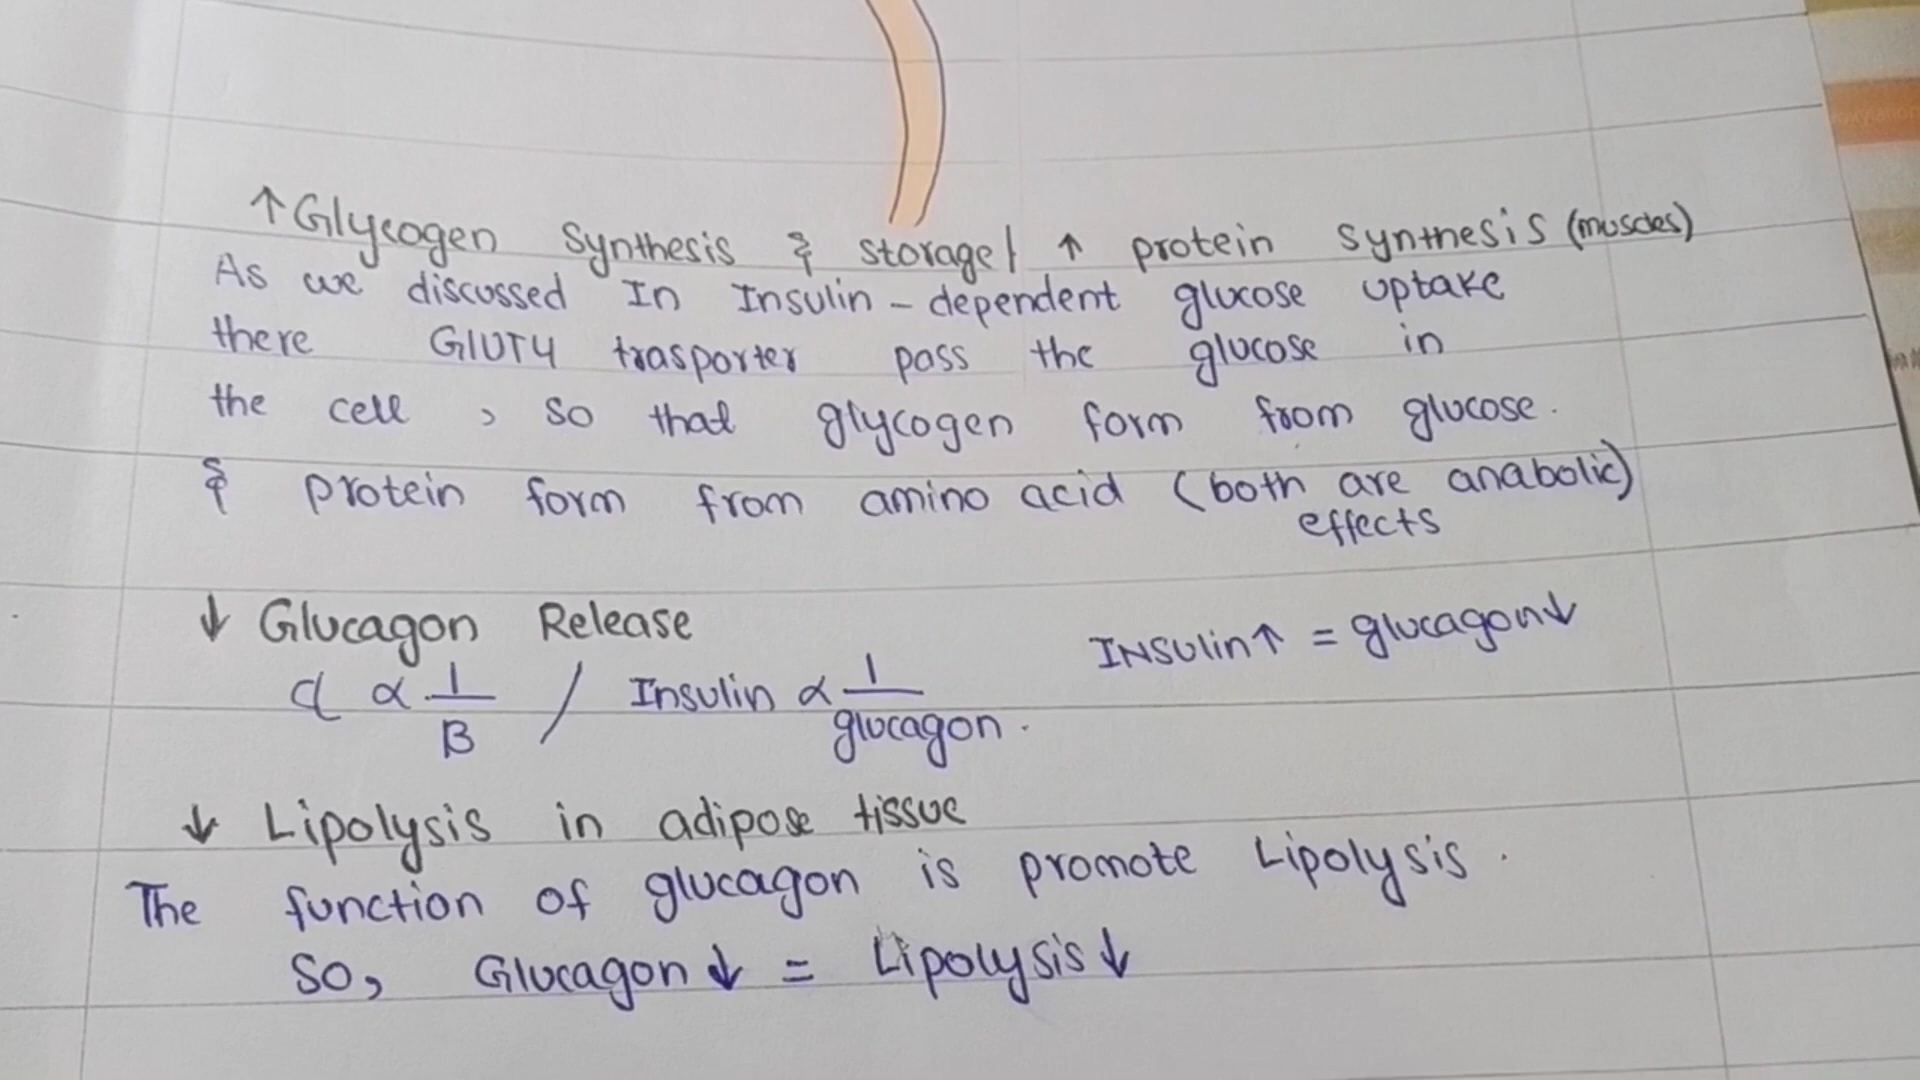 ↑ Glycogen Synthesis & storage | ↑ protein synthesis (muscles)
As we discussed In Insulin-dependent glucose uptake
there GLUT4 trasporter pass the glucose in
the cell, so that glycogen form from glucose.
& protein form from amino acid (both are anabolic)
effects
↓ Glucagon Release
INSulin↑ = glucagon↓
α ∝ 1/B / Insulin ∝ 1/glucagon.
↓ Lipolysis in adipose tissue
The function of glucagon is promote Lipolysis.
So, Glucagon↓ = Lipolysis↓